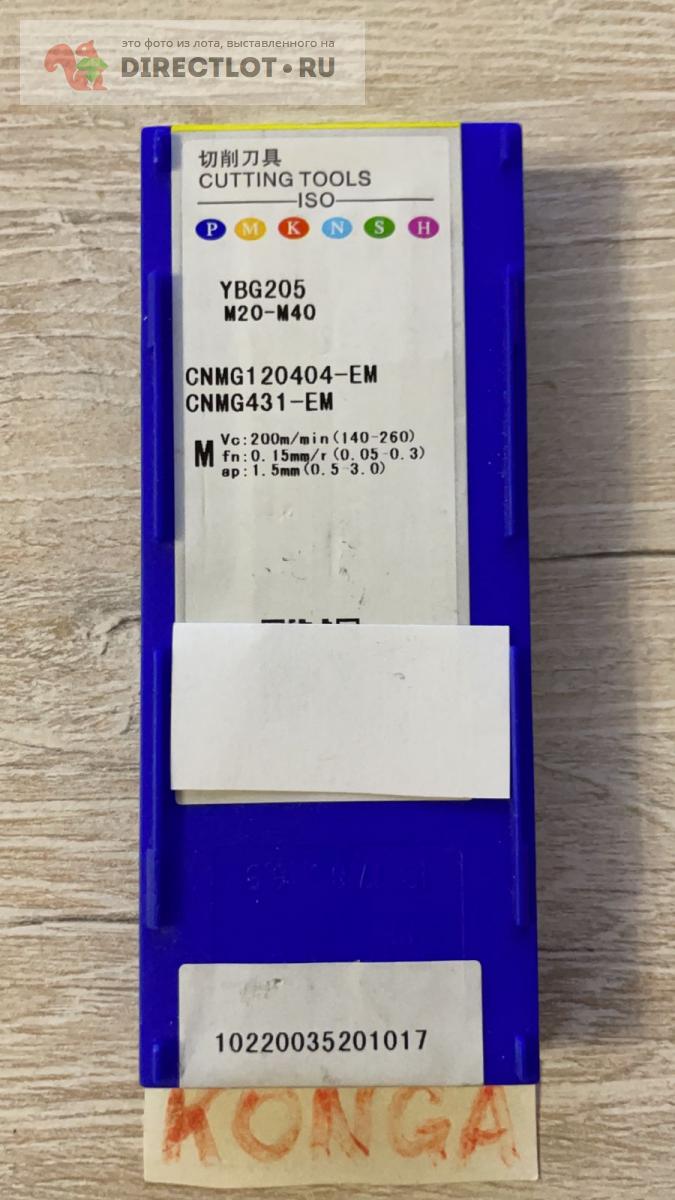 это фото из лота, выставленного на
DIRECTLOT.RU
切削刀具
CUTTING TOOLS
ISO
P M K N S H
YBG205
M20-M40
CNMG120404-EM
CNMG431-EM
M
Vc:200m/min(140-260)
fn:0.15mm/r(0.05-0.3)
ap:1.5mm(0.5-3.0)
10220035201017
KONGA